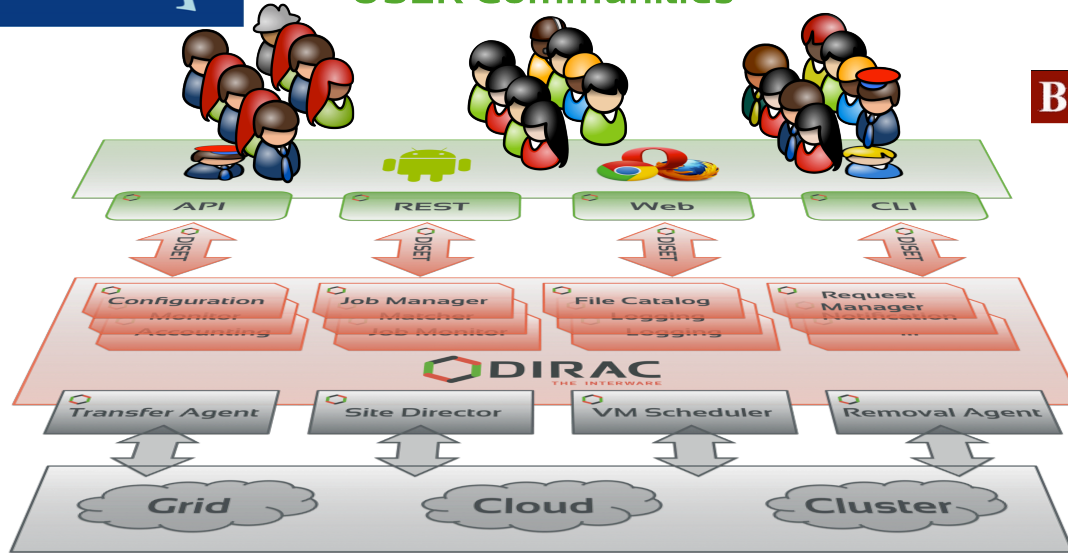 USER Communities
B
API
REST
Web
CLI
DISET
DISET
DISET
DISET
Configuration
Monitor
Accounting
Job Manager
Matcher
Job Monitor
File Catalog
Logging
Logging
Request
Manager
Notification
...
DIRAC
THE INTERWARE
Transfer Agent
Site Director
VM Scheduler
Removal Agent
Grid
Cloud
Cluster